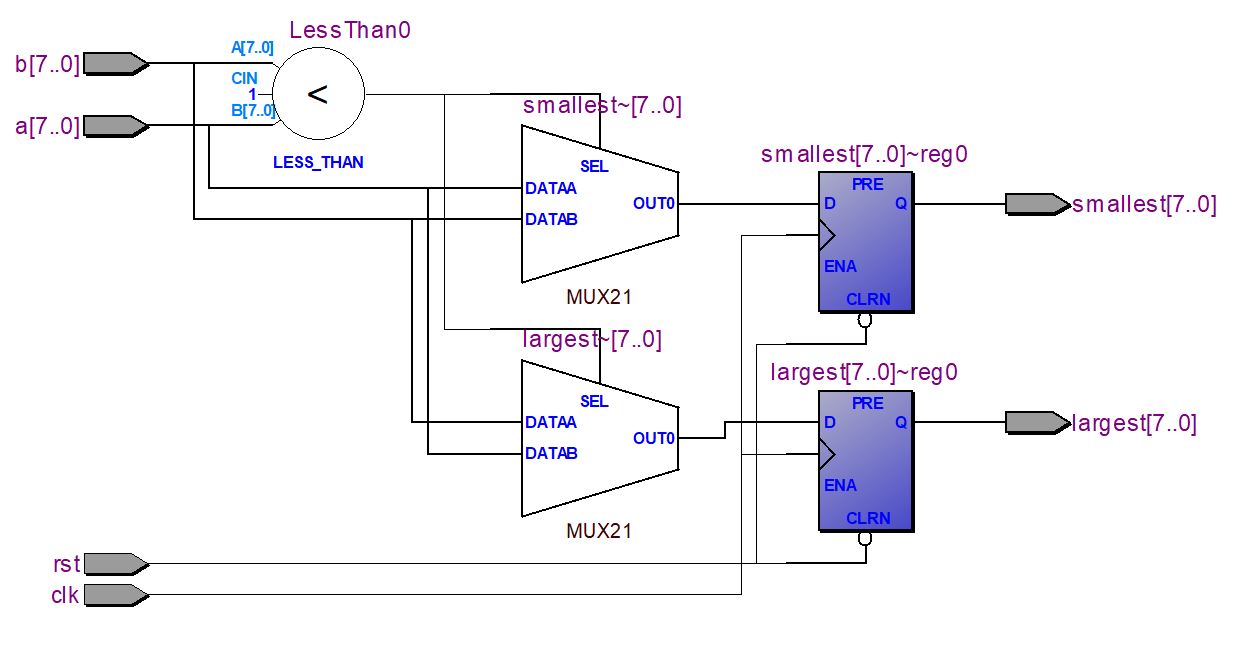 LessThan0
b[7..0]
A[7..0]
CIN
1
B[7..0]
<
a[7..0]
LESS_THAN
smallest~[7..0]
SEL
DATAA
DATAB
OUT0
MUX21
smallest[7..0]~reg0
PRE
D
Q
ENA
CLRN
smallest[7..0]
largest~[7..0]
SEL
DATAA
DATAB
OUT0
MUX21
largest[7..0]~reg0
PRE
D
Q
ENA
CLRN
largest[7..0]
rst
clk